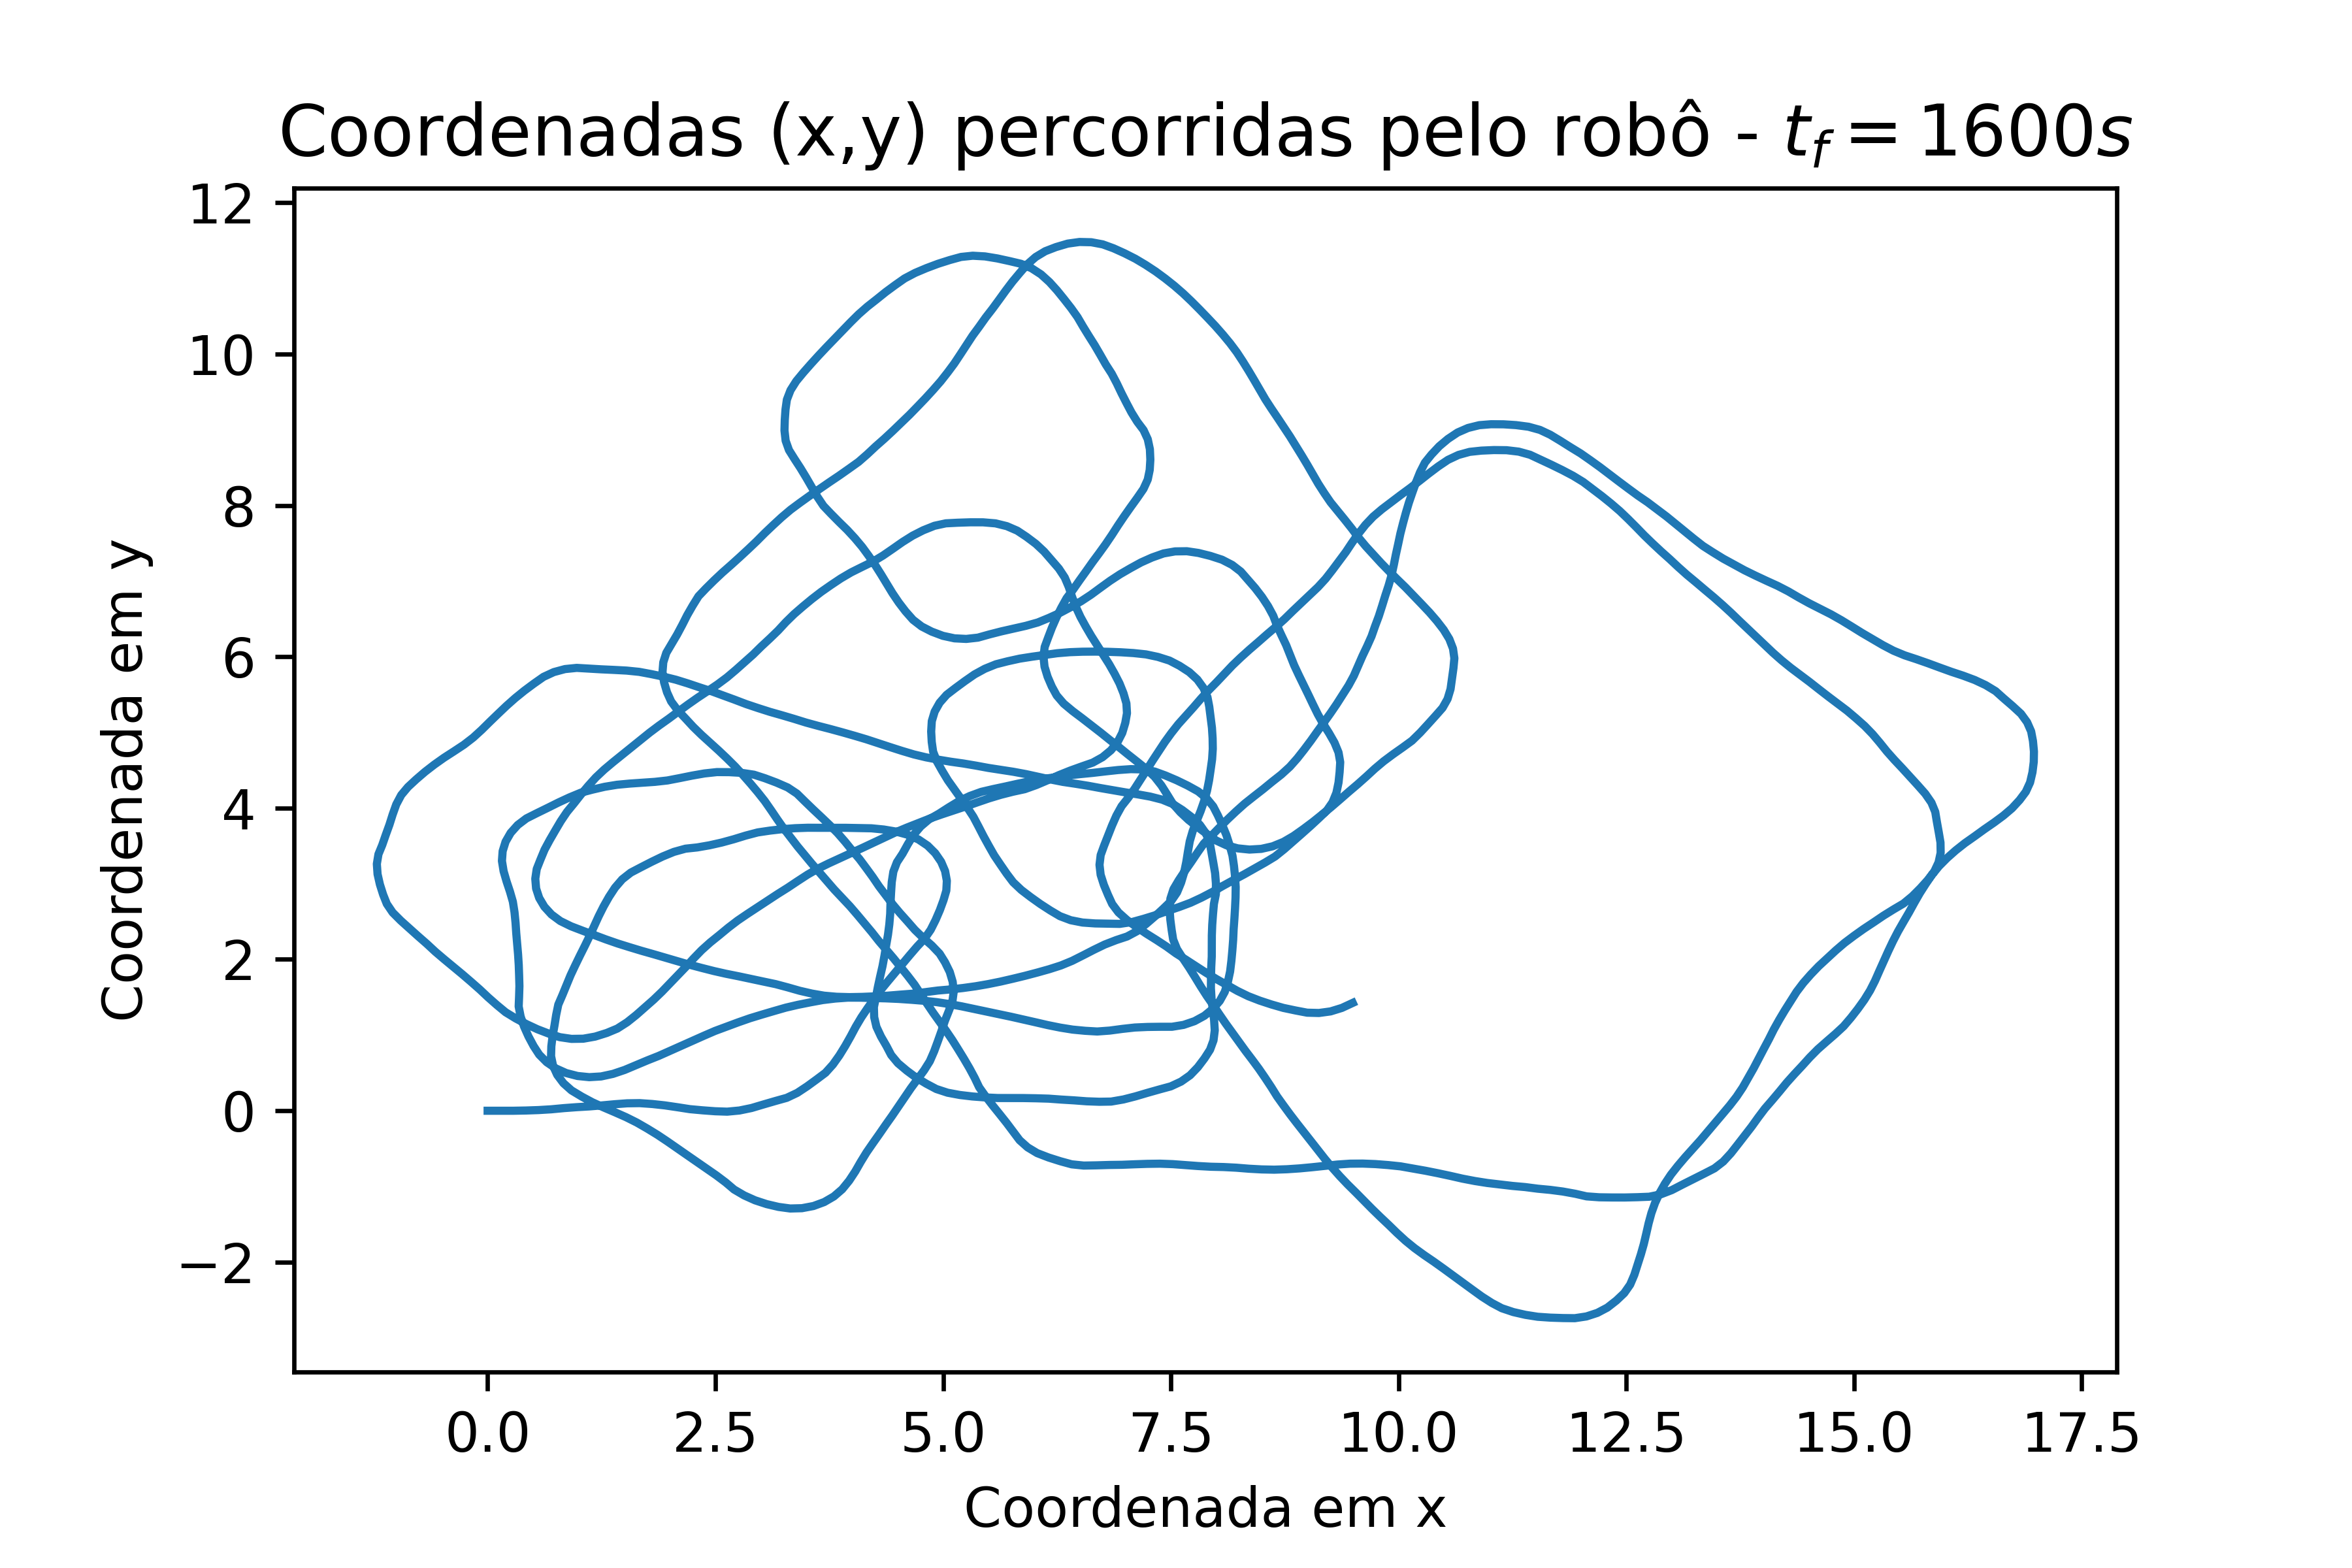 Coordenadas (x,y) percorridas pelo robô - t_f = 1600s
12
10
8
6
4
2
0
−2
Coordenada em y
0.0 2.5 5.0 7.5 10.0 12.5 15.0 17.5
Coordenada em x